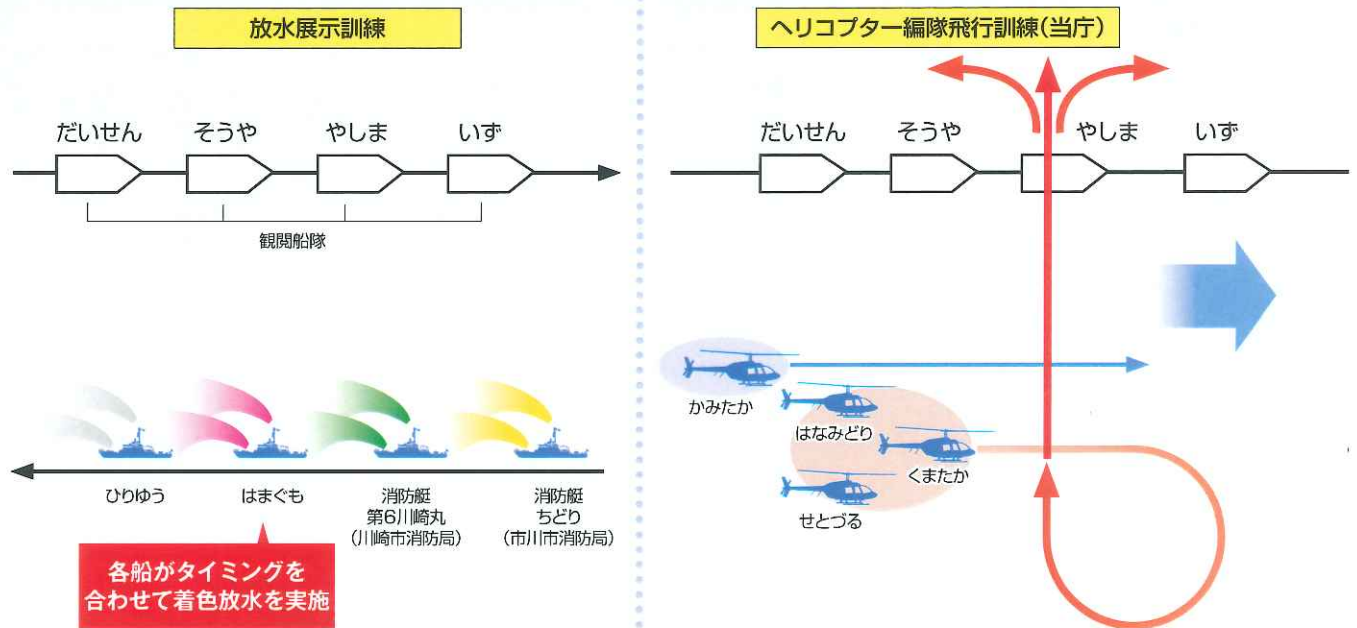 放水展示訓練
だいせん
そうや
やしま
いず
観閲船隊
ひりゆう
はまぐも
消防艇
第6川崎丸
(川崎市消防局)
消防艇
ちどり
(市川市消防局)
各船がタイミングを
合わせて着色放水を実施
ヘリコプター編隊飛行訓練(当庁)
だいせん
そうや
やしま
いず
かみたか
はなみどり
くまたか
せとづる